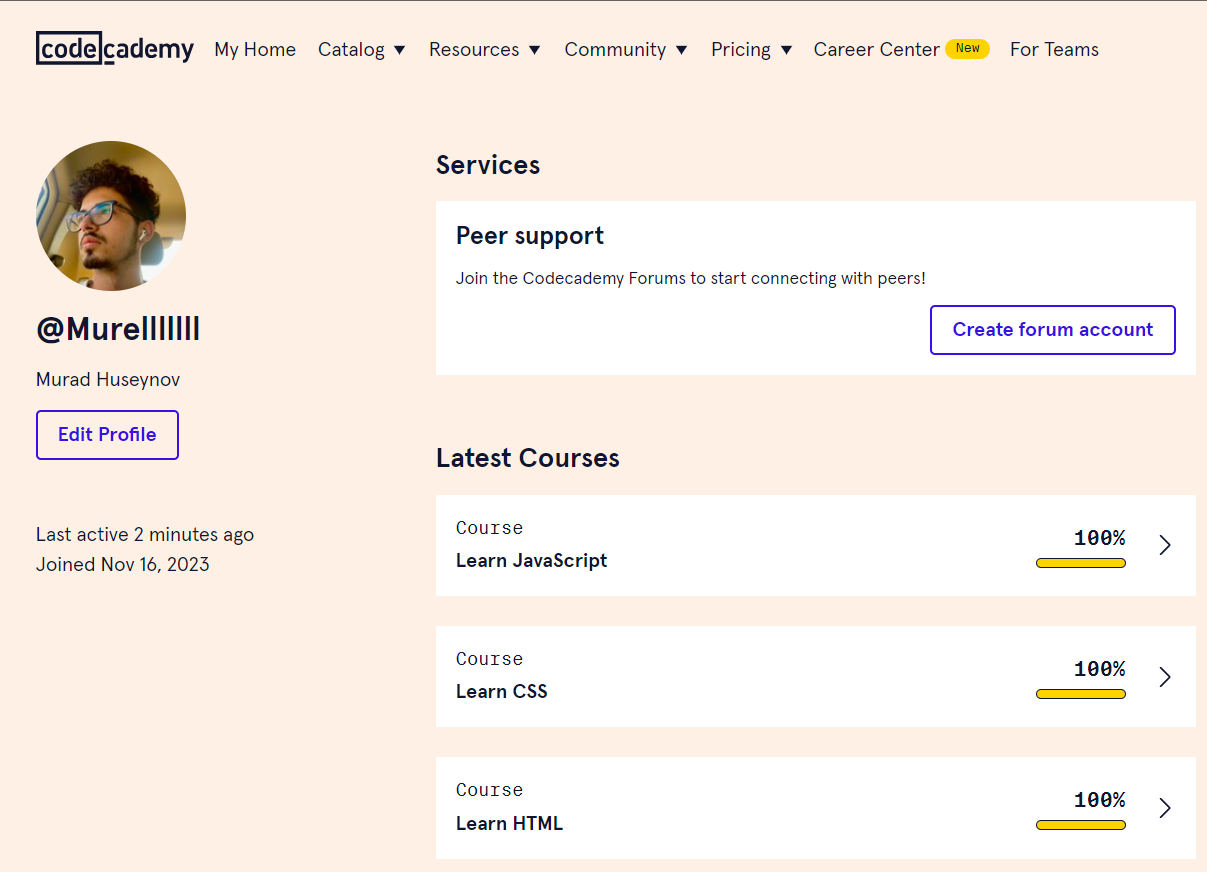 codecademy My Home Catalog Resources Community Pricing Career Center New For Teams
@Murelllllll
Murad Huseynov
Edit Profile
Last active 2 minutes ago
Joined Nov 16, 2023
Services
Peer support
Join the Codecademy Forums to start connecting with peers!
Create forum account
Latest Courses
Course
Learn JavaScript
100%
Course
Learn CSS
100%
Course
Learn HTML
100%